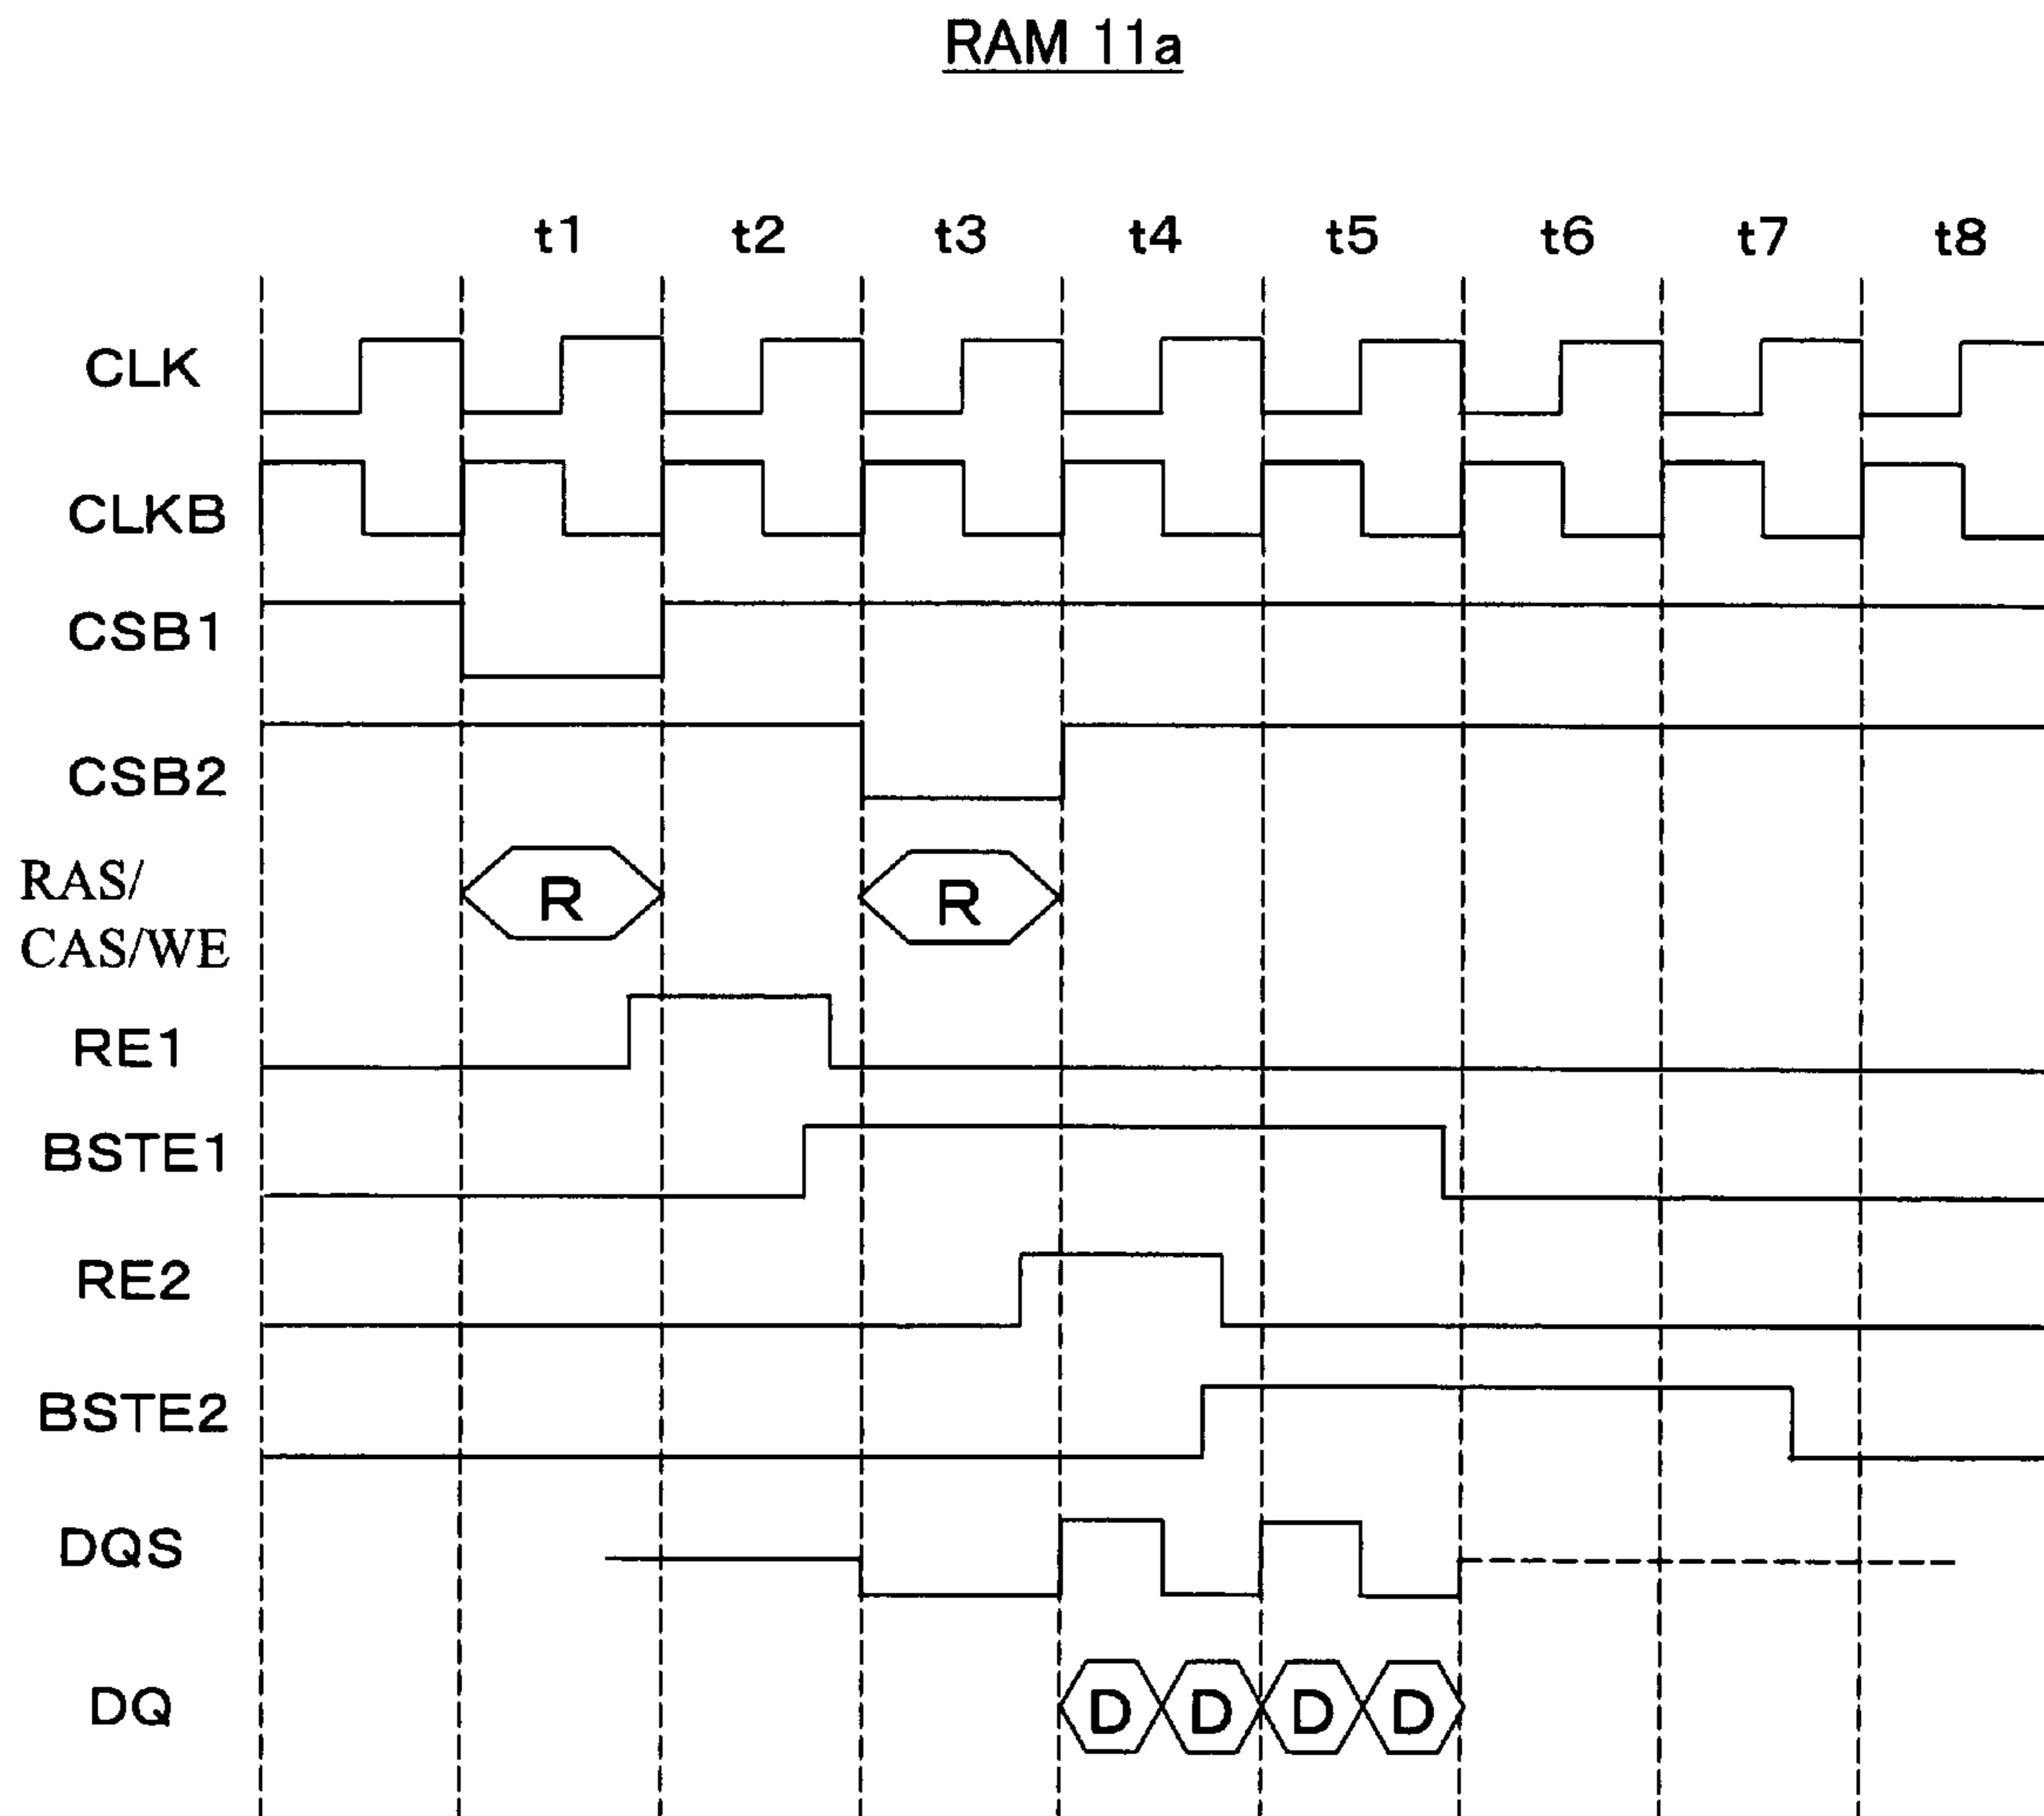 RAM 11a
t1 t2 t3 t4 t5 t6 t7 t8
CLK
CLKB
CSB1
CSB2
RAS/
CAS/WE
R R
RE1
BSTE1
RE2
BSTE2
DQS
DQ
D D D D